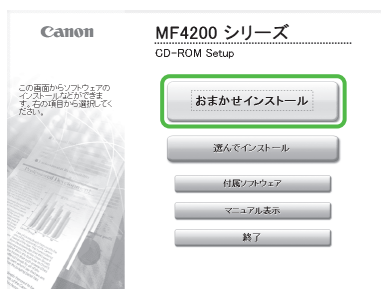 Canon
MF4200 シリーズ
CD-ROM Setup
この画面からソフトウェアの
インストールなどができま
す。右の項目から選択してく
ださい。
おまかせインストール
選んでインストール
付属ソフトウェア
マニュアル表示
終了